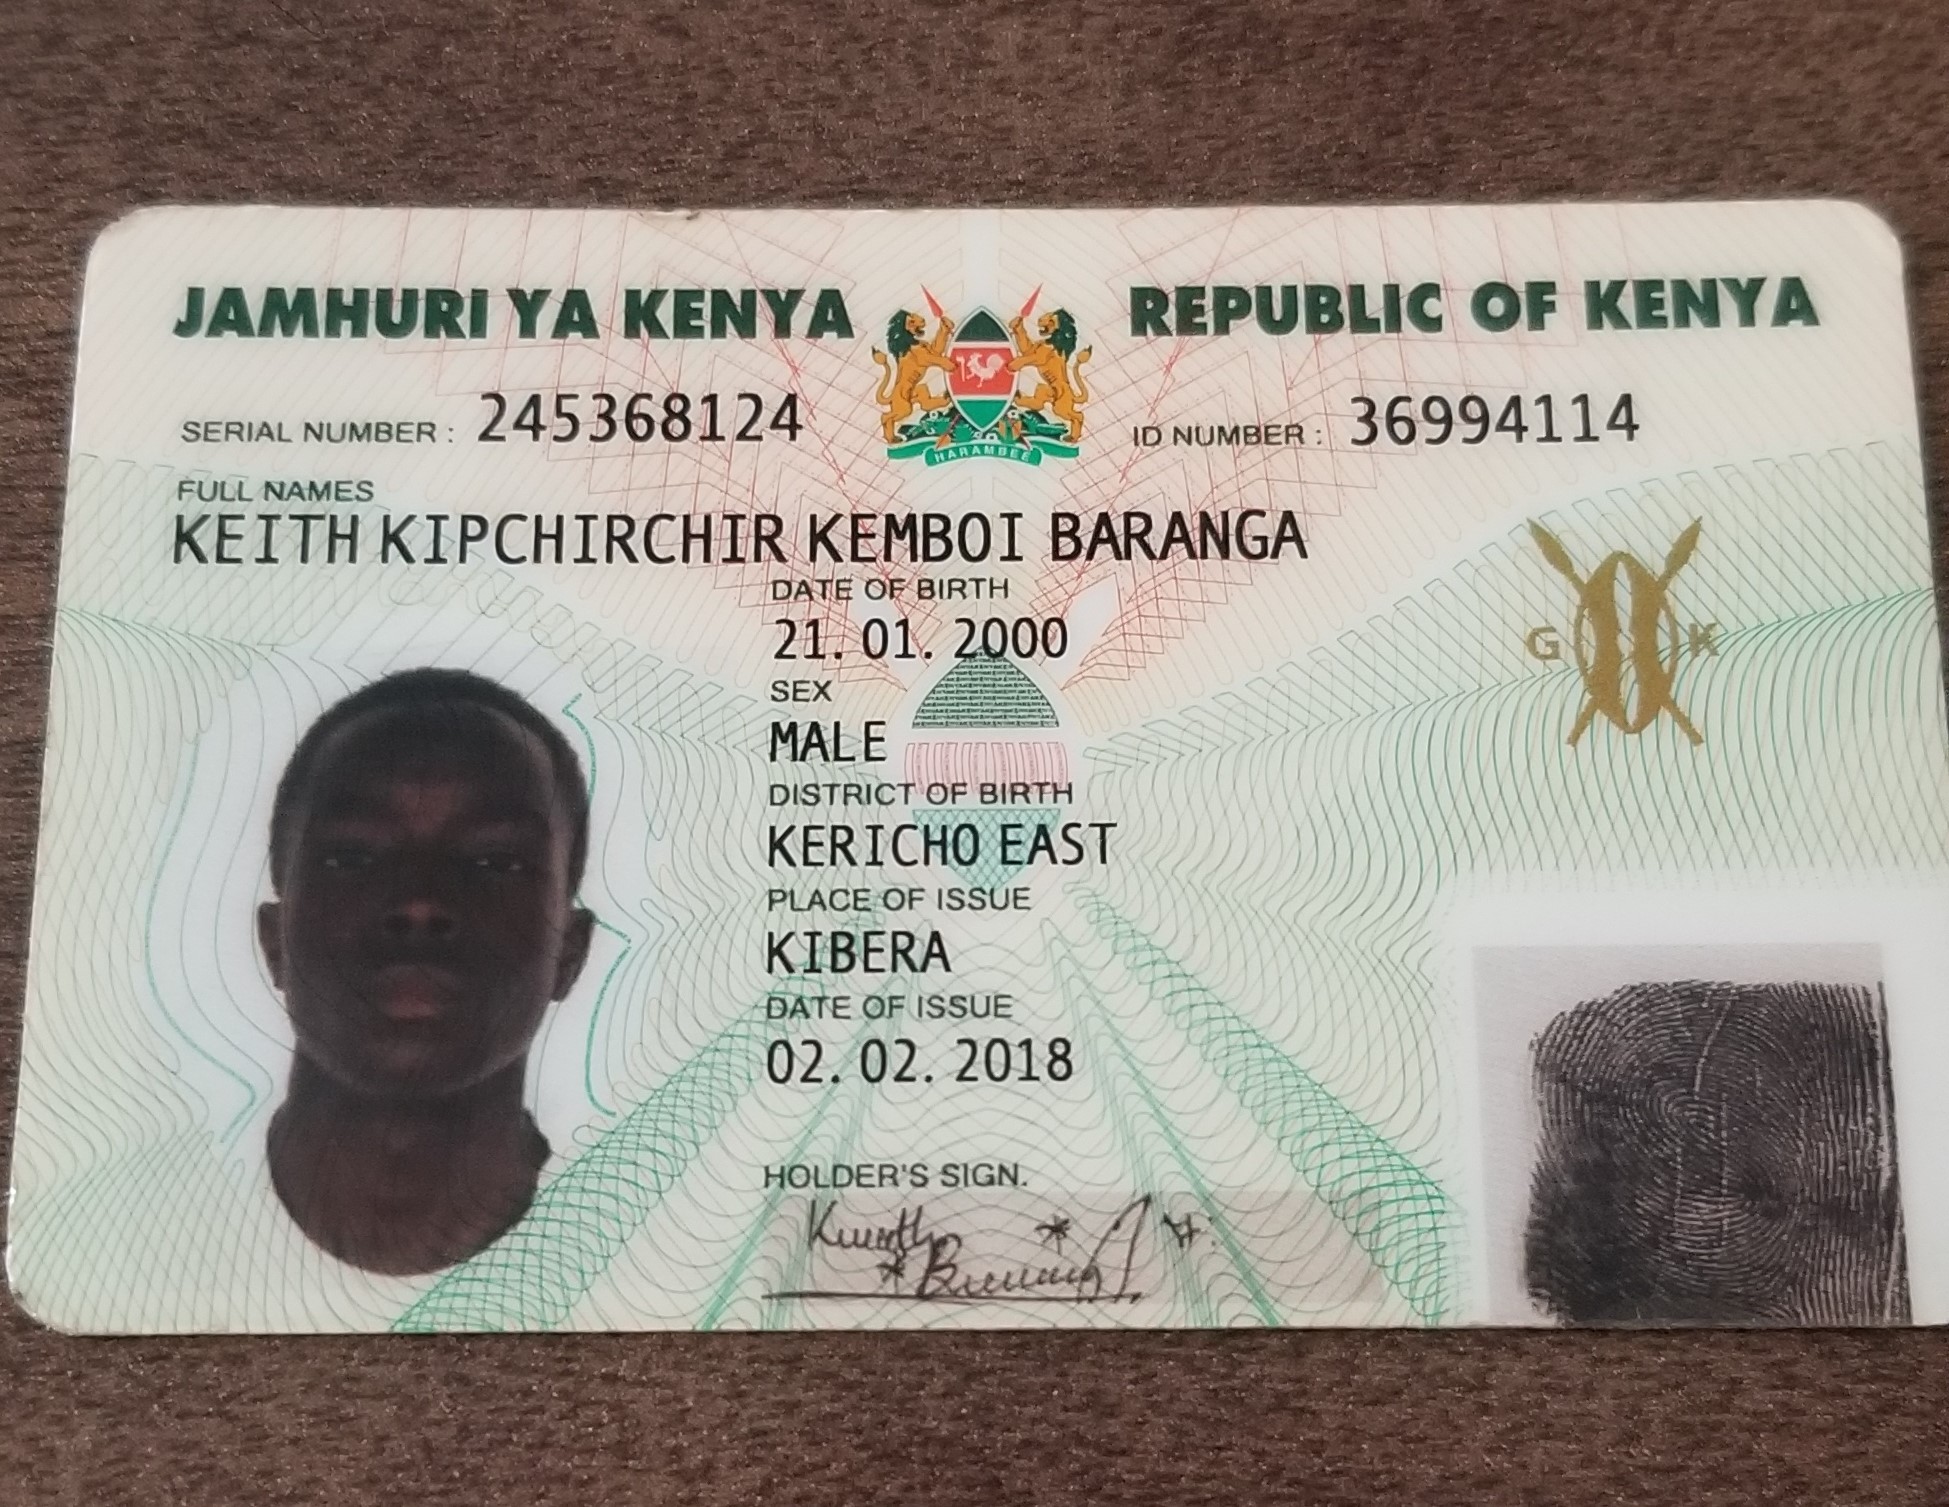 JAMHURI YA KENYA REPUBLIC OF KENYA
SERIAL NUMBER : 245368124 ID NUMBER : 36994114
HARAMBEE
FULL NAMES
KEITH KIPCHIRCHIR KEMBOI BARANGA
DATE OF BIRTH
21. 01. 2000
G K
SEX
MALE
DISTRICT OF BIRTH
KERICHO EAST
PLACE OF ISSUE
KIBERA
DATE OF ISSUE
02. 02. 2018
HOLDER'S SIGN.